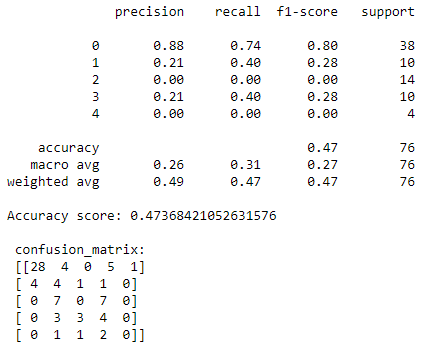 precision recall f1-score support
0 0.88 0.74 0.80 38
1 0.21 0.40 0.28 10
2 0.00 0.00 0.00 14
3 0.21 0.40 0.28 10
4 0.00 0.00 0.00 4
accuracy 0.47 76
macro avg 0.26 0.31 0.27 76
weighted avg 0.49 0.47 0.47 76
Accuracy score: 0.47368421052631576
confusion_matrix:
[[28 4 0 5 1]
[ 4 4 1 1 0]
[ 0 7 0 7 0]
[ 0 3 3 4 0]
[ 0 1 1 2 0]]